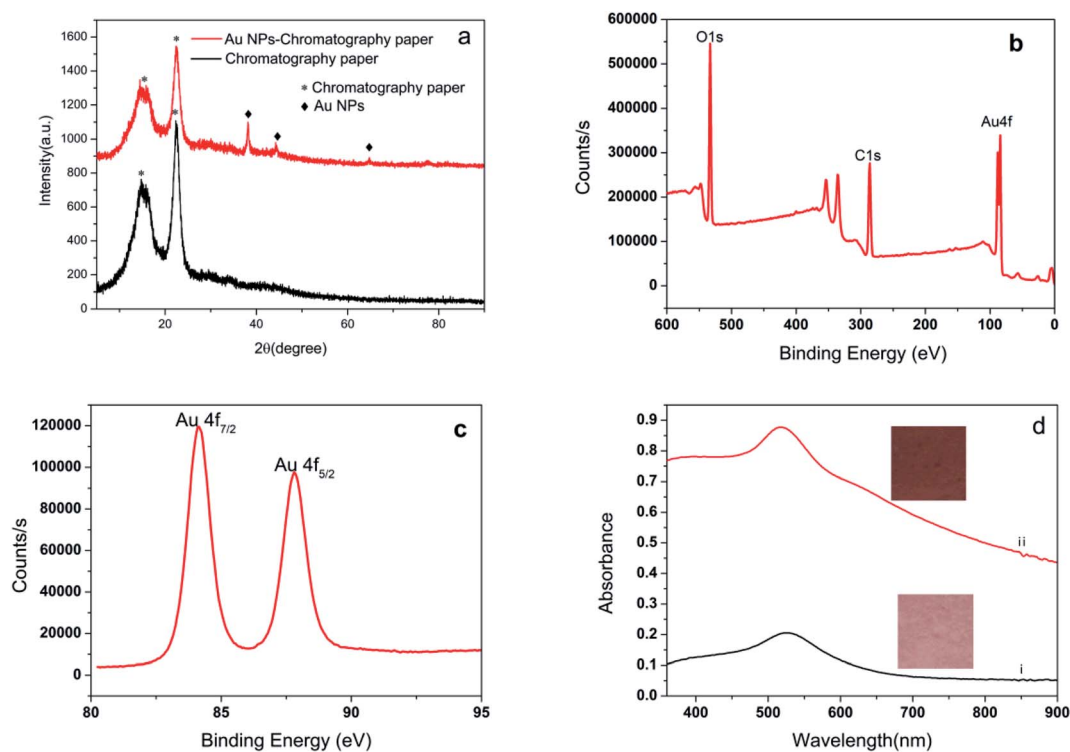 a
1600
1400
1200
1000
800
600
400
200
0
Intensity(a.u.)
Au NPs-Chromatography paper
Chromatography paper
* Chromatography paper
♦ Au NPs
* * * *
♦ ♦ ♦
20 40 60 80
2θ(degree)
b
600000
500000
400000
300000
200000
100000
0
Counts/s
O1s
C1s
Au4f
600 500 400 300 200 100 0
Binding Energy (eV)
c
120000
100000
80000
60000
40000
20000
0
Counts/s
Au 4f7/2
Au 4f5/2
80 85 90 95
Binding Energy (eV)
d
0.9
0.8
0.7
0.6
0.5
0.4
0.3
0.2
0.1
0.0
Absorbance
ii
i
400 500 600 700 800 900
Wavelength(nm)